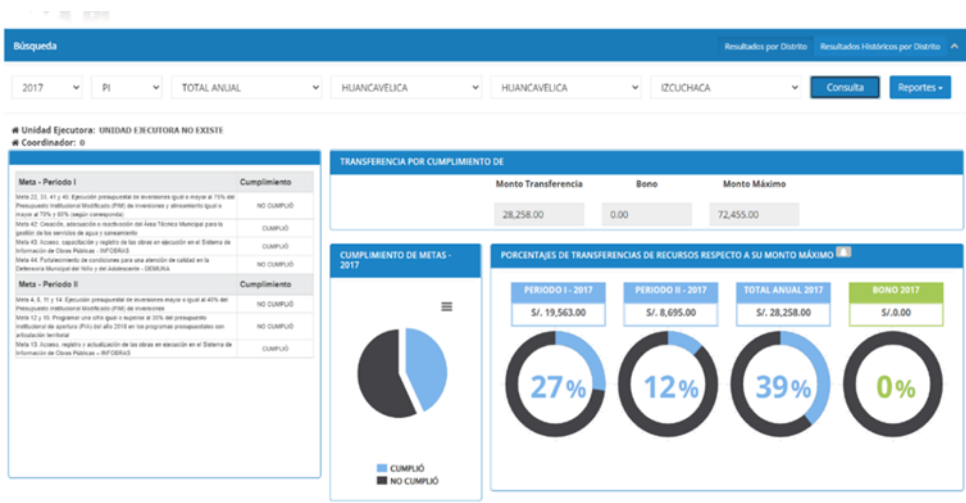 Búsqueda
Resultados por Distrito
Resultados Históricos por Distrito
2017
PI
TOTAL ANUAL
HUANCAVELICA
HUANCAVELICA
IZCUCHACA
Consulta
Reportes
Unidad Ejecutora: UNIDAD EJECUTORA NO EXISTE
Coordinador: 0
Meta - Periodo I
Cumplimiento
Meta 22, 33, 41 y 40: Ejecución presupuestal de inversiones igual o mayor al 75% del
Presupuesto Institucional Modificado (PIM) de inversiones y alineamiento igual o
mayor al 70% y 60% (según corresponda)
NO CUMPLIÓ
Meta 42: Creación, adecuación o reactivación del Área Técnica Municipal para la
gestión de los servicios de agua y saneamiento
CUMPLIÓ
Meta 43: Acceso, capacitación y registro de las obras en ejecución en el Sistema de
Información de Obras Públicas - INFOBRAS
CUMPLIÓ
Meta 44: Fortalecimiento de condiciones para una atención de calidad en la
Defensoría Municipal del Niño y del Adolescente - DEMUNA
NO CUMPLIÓ
Meta - Periodo II
Cumplimiento
Meta 4, 6, 11 y 14: Ejecución presupuestal de inversiones mayor o igual al 40% del
Presupuesto Institucional Modificado (PIM) de inversiones
NO CUMPLIÓ
Meta 12 y 15: Programar una cifra igual o superior al 30% del presupuesto
institucional de apertura (PIA) del año 2018 en los programas presupuestales con
articulación territorial
NO CUMPLIÓ
Meta 13: Acceso, registro y actualización de las obras en ejecución en el Sistema de
Información de Obras Públicas – INFOBRAS
CUMPLIÓ
TRANSFERENCIA POR CUMPLIMIENTO DE
Monto Transferencia
Bono
Monto Máximo
28,258.00
0.00
72,455.00
CUMPLIMIENTO DE METAS -
2017
CUMPLIÓ
NO CUMPLIÓ
PORCENTAJES DE TRANSFERENCIAS DE RECURSOS RESPECTO A SU MONTO MÁXIMO
PERIODO I - 2017
PERIODO II - 2017
TOTAL ANUAL 2017
BONO 2017
S/. 19,563.00
S/. 8,695.00
S/. 28,258.00
S/.0.00
27%
12%
39%
0%